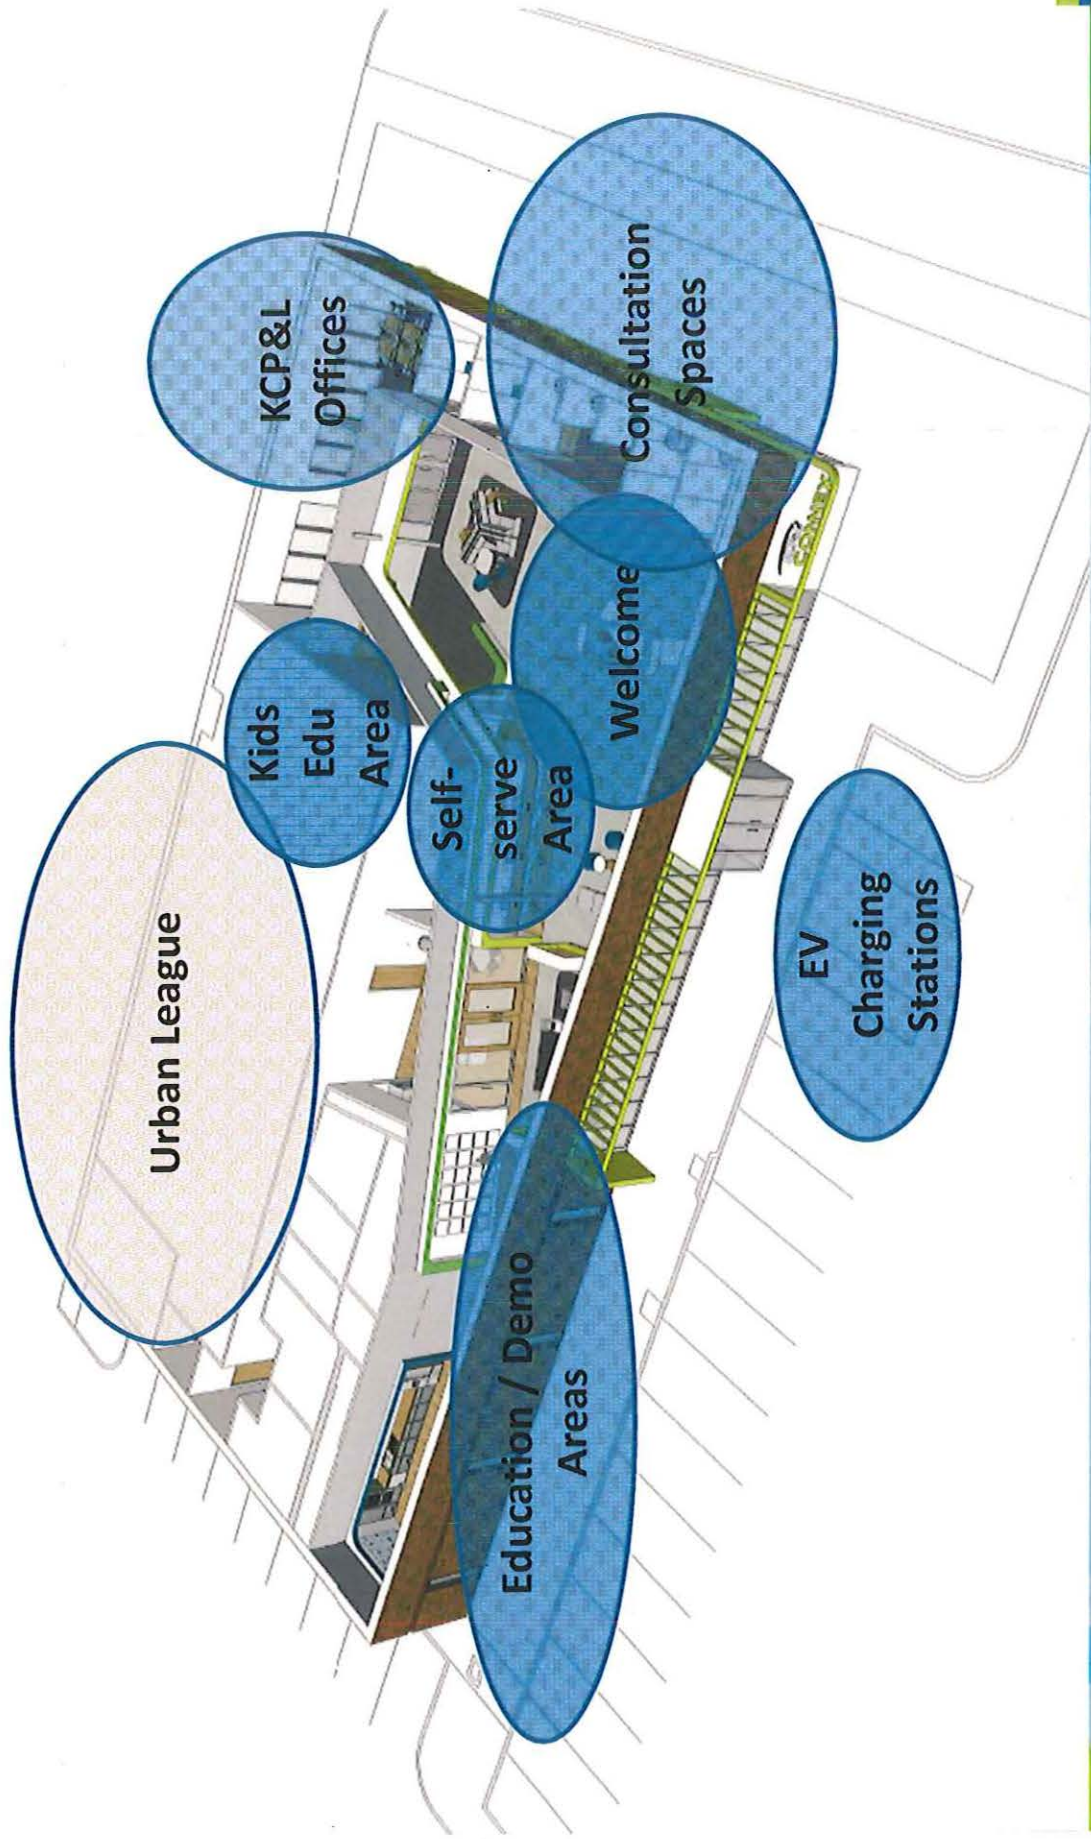 Urban League
KCP&L
Offices
Kids
Edu
Area
Self-
serve
Area
Welcome
Consultation
Spaces
Education / Demo
Areas
EV
Charging
Stations
CONNEX